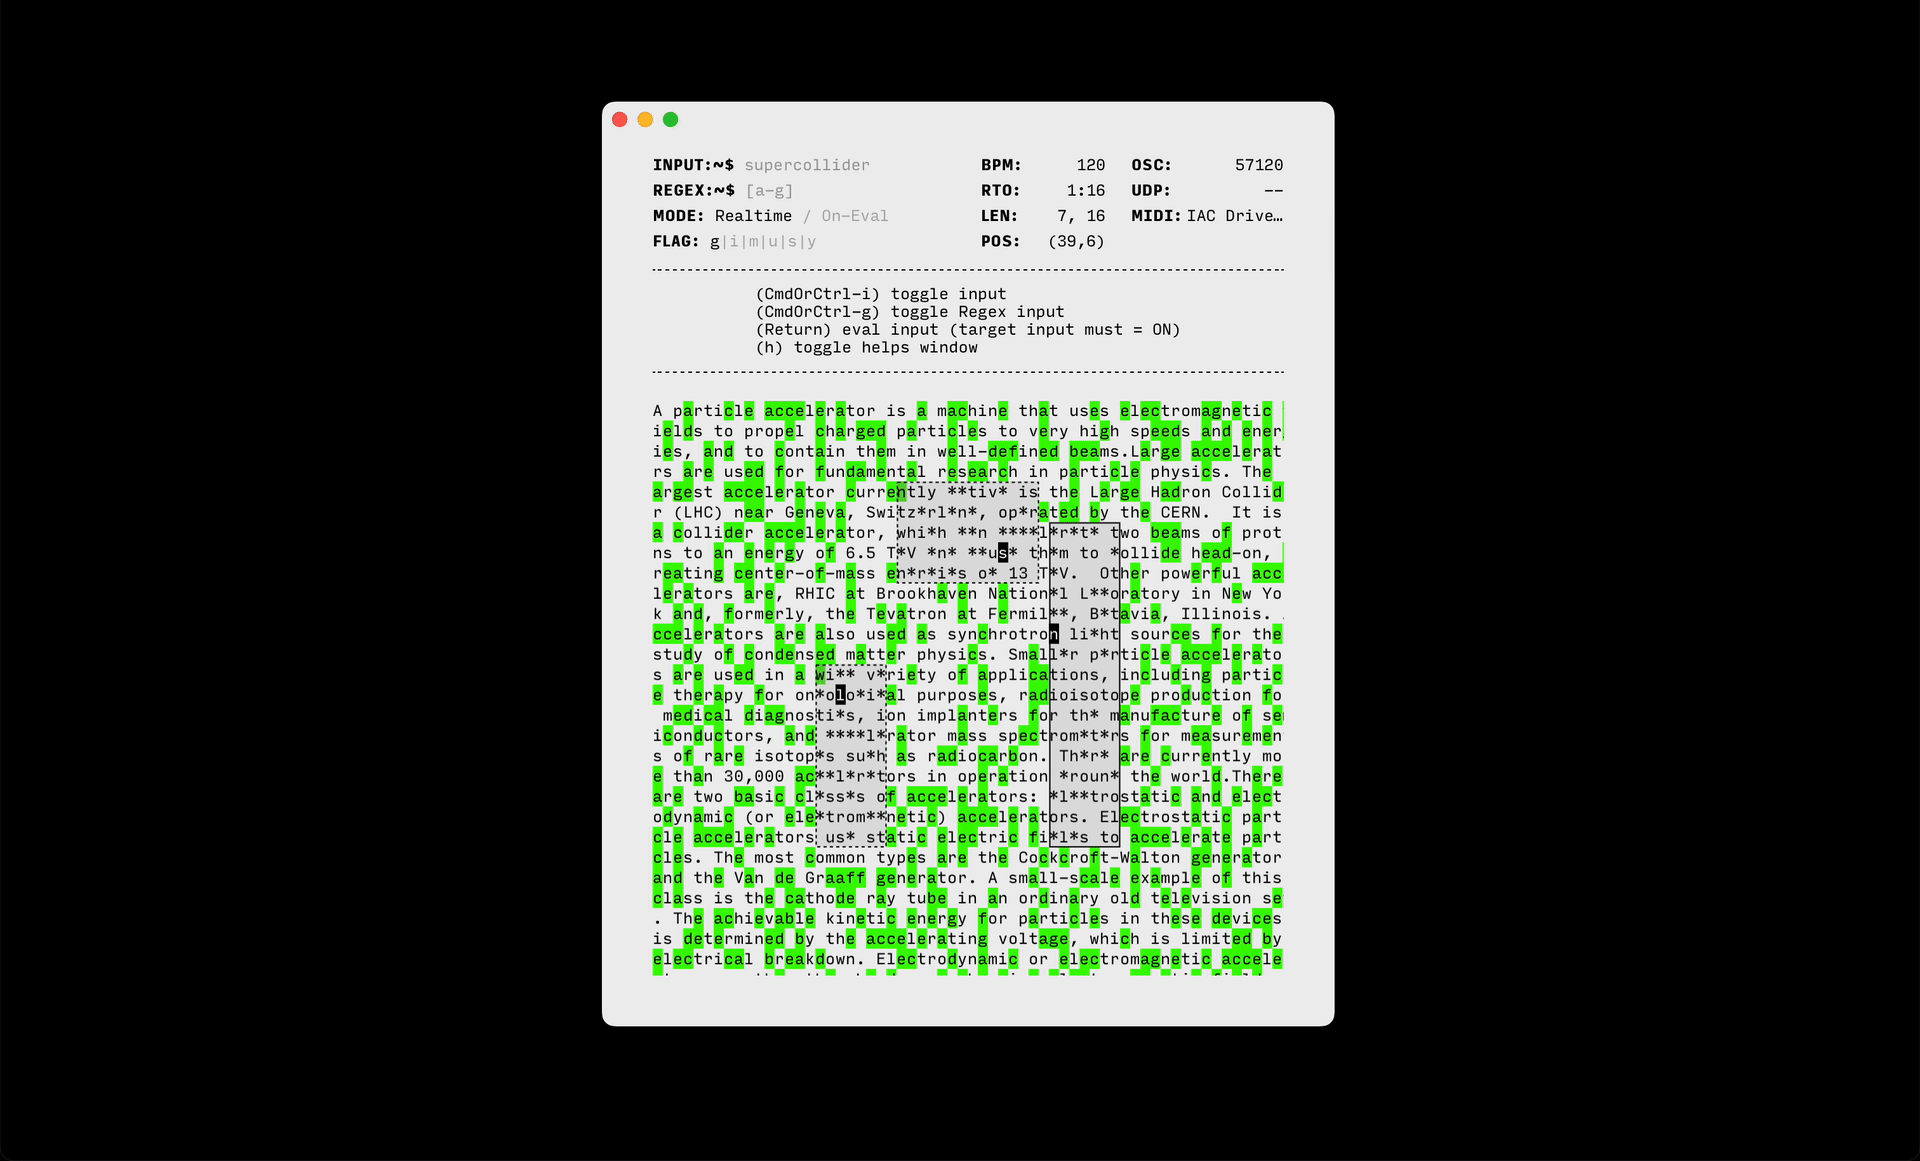 INPUT:~$ supercollider BPM: 120 OSC: 57120
REGEX:~$ [a-g] RTO: 1:16 UDP: --
MODE: Realtime / On-Eval LEN: 7, 16 MIDI: IAC Drive…
FLAG: g|i|m|u|s|y POS: (39,6)
(CmdOrCtrl-i) toggle input
(CmdOrCtrl-g) toggle Regex input
(Return) eval input (target input must = ON)
(h) toggle helps window
A particle accelerator is a machine that uses electromagnetic
ields to propel charged particles to very high speeds and ener
ies, and to contain them in well-defined beams.Large accelerat
rs are used for fundamental research in particle physics. The
argest accelerator currently **tiv* is the Large Hadron Collid
r (LHC) near Geneva, Switz*rl*n*, op*rated by the CERN.  It is
a collider accelerator, whi*h **n ****l*r*t* two beams of prot
ns to an energy of 6.5 T*V *n* **us* th*m to *ollide head-on,
reating center-of-mass en*r*i*s o* 13 T*V.  Other powerful acc
lerators are, RHIC at Brookhaven Nation*l L**oratory in New Yo
k and, formerly, the Tevatron at Fermil**, B*tavia, Illinois.
ccelerators are also used as synchrotron li*ht sources for the
study of condensed matter physics. Smal*r p*rticle accelerato
s are used in a wi** v*riety of applications, including partic
e therapy for on*olo*i*al purposes, radioisotope production fo
medical diagnosti*s, ion implanters for th* manufacture of se
iconductors, and ****l*rator mass spectrom*t*rs for measuremen
s of rare isotop*s su*h as radiocarbon. Th*r* are currently mo
e than 30,000 ac**l*r*tors in operation *roun* the world.There
are two basic cl*ss*s of accelerators: *l**trostatic and elect
odynamic (or ele*trom**netic) accelerators. Electrostatic part
cle accelerators us* static electric fi*l*s to accelerate part
cles. The most common types are the Cockcroft-Walton generator
and the Van de Graaff generator. A small-scale example of this
class is the cathode ray tube in an ordinary old television se
. The achievable kinetic energy for particles in these devices
is determined by the accelerating voltage, which is limited by
electrical breakdown. Electrodynamic or electromagnetic accele